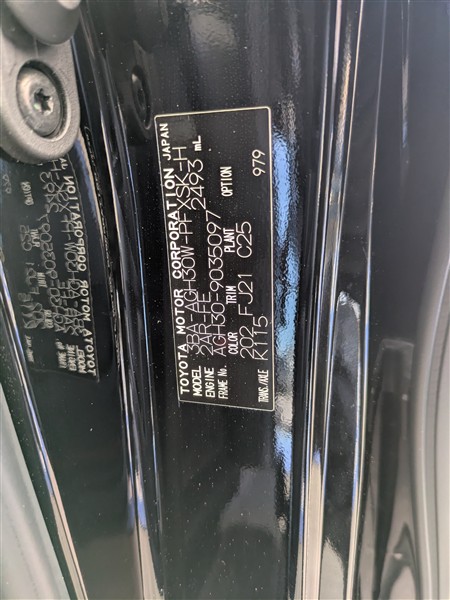 TOYOTA MOTOR CORPORATION JAPAN
MODEL 3BA-AGH30W-PFXSK-H
ENGINE 2AR-FE 2493 mL
FRAME No. AGH30-9035097
COLOR TRIM PLANT OPTION
202 FJ21 C25 979
TRANS./AXLE K115